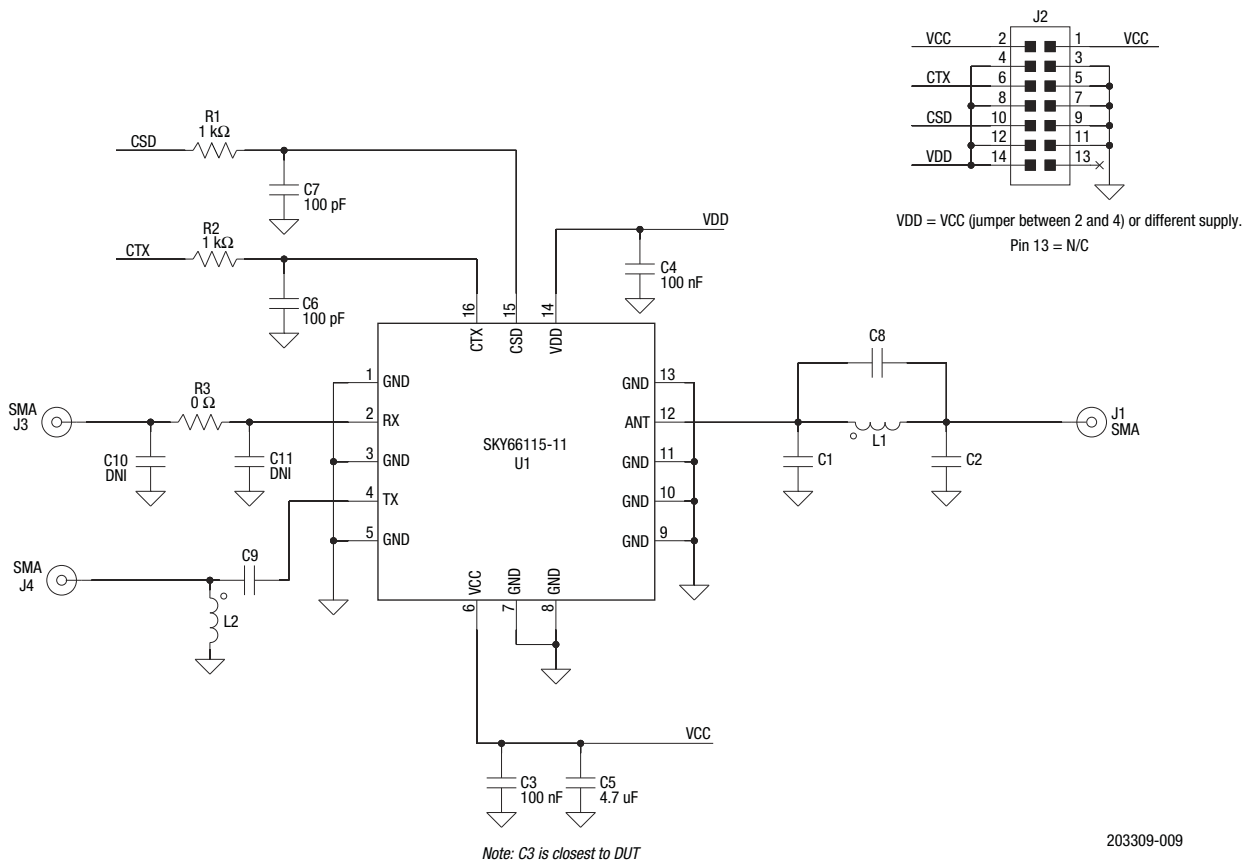 J2
VCC 2 1 VCC
4 3
CTX 6 5
8 7
CSD 10 9
12 11
VDD 14 13
VDD = VCC (jumper between 2 and 4) or different supply.
Pin 13 = N/C
R1
1 kΩ
CSD
C7
100 pF
R2
1 kΩ
CTX
C6
100 pF
VDD
C4
100 nF
16 15 14
CTX CSD VDD
1 GND
2 RX
3 GND
4 TX
5 GND
SKY66115-11
U1
GND 13
ANT 12
GND 11
GND 10
GND 9
VCC GND GND
6 7 8
SMA
J3
R3
0 Ω
C10
DNI
C11
DNI
SMA
J4
C9
L2
C8
L1
C1
C2
J1
SMA
VCC
C3
100 nF
C5
4.7 uF
Note: C3 is closest to DUT
203309-009